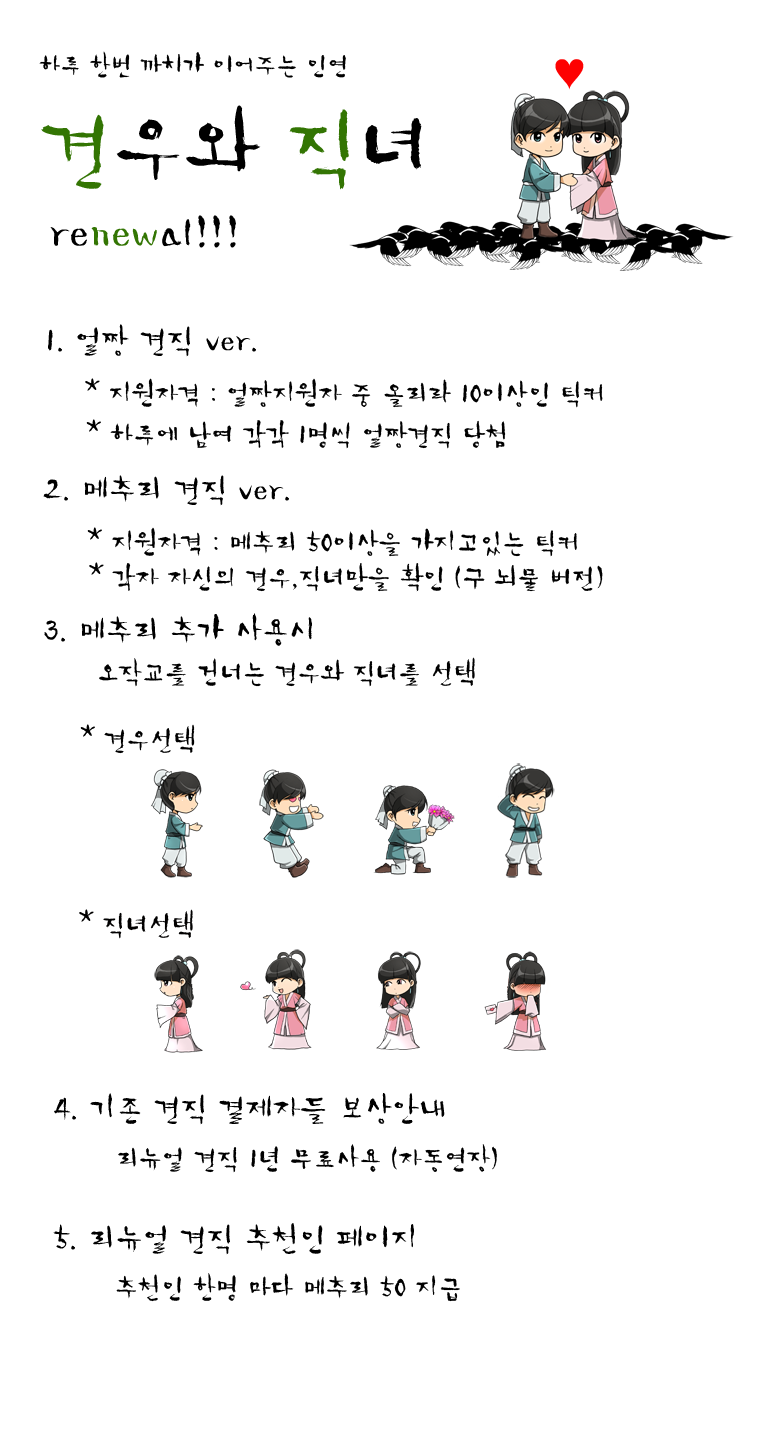 하루 한번 까치가 이어주는 인연
견우와 직녀
renewal!!!
1. 얼짱 견직 ver.
* 지원자격 : 얼짱지원자 중 올리라 10이상인 틱커
* 하루에 남여 각각 1명씩 얼짱견직 당첨
2. 메추리 견직 ver.
* 지원자격 : 메추리 50이상을 가지고있는 틱커
* 각자 자신의 견우,직녀만을 확인 (구 뇌물 버전)
3. 메추리 추가 사용시
오작교를 건너는 견우와 직녀를 선택
* 견우선택
* 직녀선택
4. 기존 견직 결제자들 보상안내
리뉴얼 견직 1년 무료사용 (자동연장)
5. 리뉴얼 견직 추천인 페이지
추천인 한명 마다 메추리 50 지급